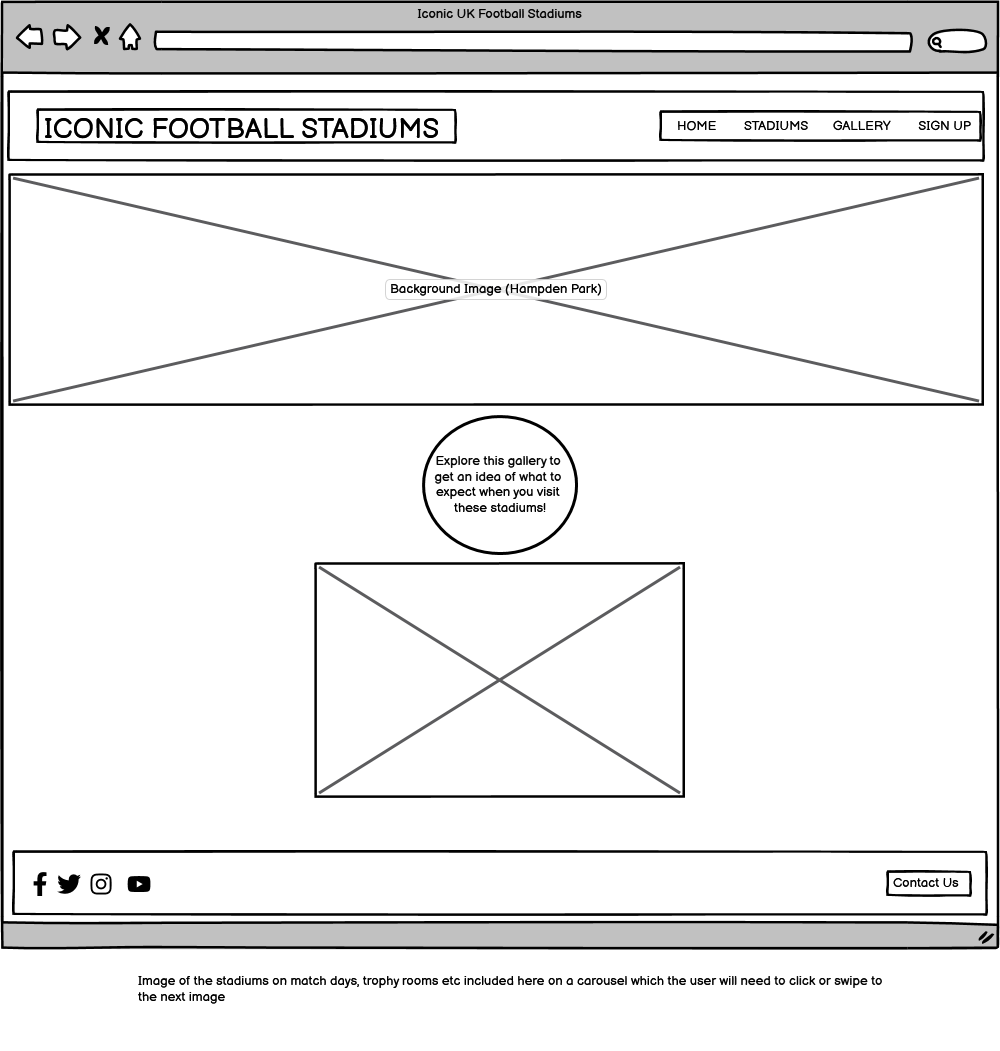 Iconic UK Football Stadiums
ICONIC FOOTBALL STADIUMS
HOME STADIUMS GALLERY SIGN UP
Background Image (Hampden Park)
Explore this gallery to
get an idea of what to
expect when you visit
these stadiums!
Contact Us
Image of the stadiums on match days, trophy rooms etc included here on a carousel which the user will need to click or swipe to
the next image